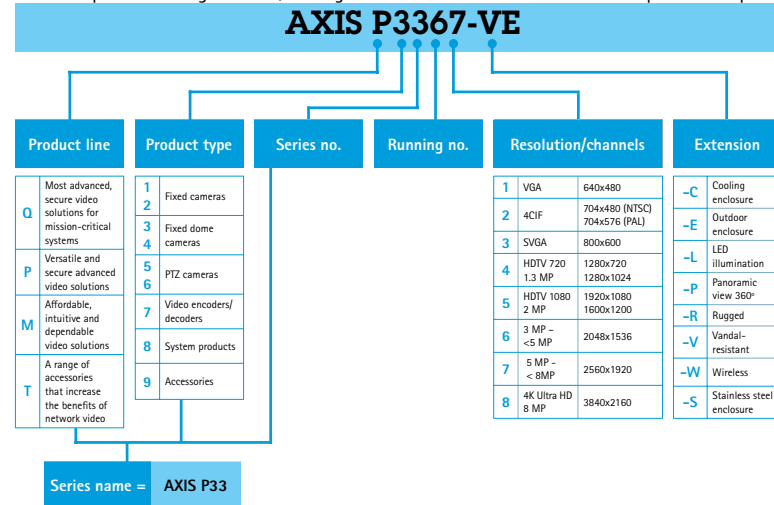 AXIS P3367-VE
Product line
Product type
Series no.
Running no.
Resolution/channels
Extension
Q
Most advanced,
secure video
solutions for
mission-critical
systems
P
Versatile and
secure advanced
video solutions
M
Affordable,
intuitive and
dependable
video solutions
T
A range of
accessories
that increase
the benefits of
network video
1
2
Fixed cameras
3
4
Fixed dome
cameras
5
6
PTZ cameras
7
Video encoders/
decoders
8 System products
9 Accessories
1 VGA 640x480
2 4CIF 704x480 (NTSC)
704x576 (PAL)
3 SVGA 800x600
4 HDTV 720 1280x720
1.3 MP 1280x1024
5 HDTV 1080 1920x1080
2 MP 1600x1200
6 3 MP – 2048x1536
<5 MP
7 5 MP - 2560x1920
< 8MP
8 4K Ultra HD 3840x2160
8 MP
-C Cooling
enclosure
-E Outdoor
enclosure
-L LED
illumination
-P Panoramic
view 360º
-R Rugged
-V Vandal-
resistant
-W Wireless
-S Stainless steel
enclosure
Series name = AXIS P33